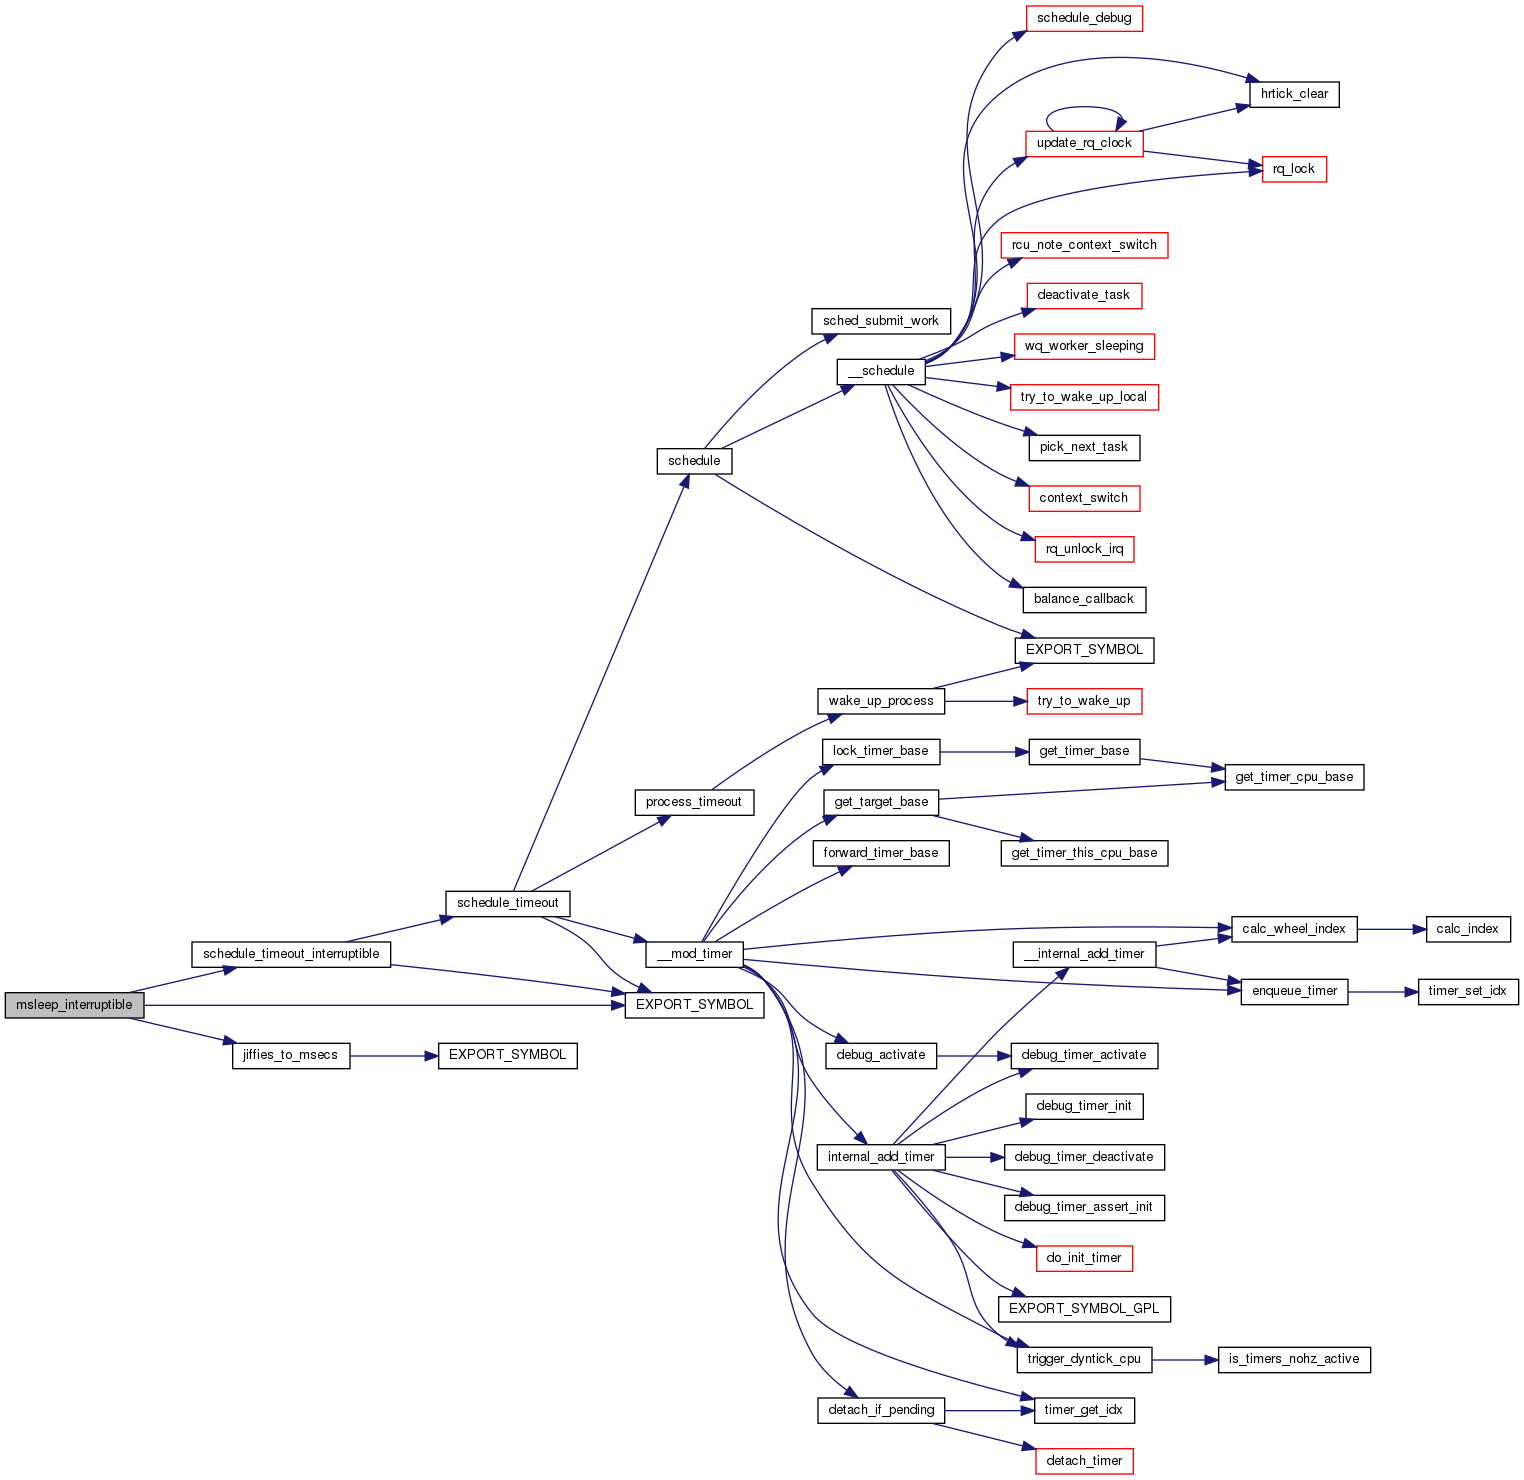 schedule_debug
hrtick_clear
update_rq_clock
rq_lock
rcu_note_context_switch
deactivate_task
sched_submit_work
wq_worker_sleeping
__schedule
try_to_wake_up_local
pick_next_task
schedule
context_switch
rq_unlock_irq
balance_callback
EXPORT_SYMBOL
wake_up_process
try_to_wake_up
lock_timer_base
get_timer_base
get_timer_cpu_base
process_timeout
get_target_base
forward_timer_base
get_timer_this_cpu_base
schedule_timeout
calc_wheel_index
calc_index
schedule_timeout_interruptible
__mod_timer
__internal_add_timer
enqueue_timer
timer_set_idx
msleep_interruptible
EXPORT_SYMBOL
jiffies_to_msecs
EXPORT_SYMBOL
debug_activate
debug_timer_activate
debug_timer_init
internal_add_timer
debug_timer_deactivate
debug_timer_assert_init
do_init_timer
EXPORT_SYMBOL_GPL
trigger_dyntick_cpu
is_timers_nohz_active
detach_if_pending
timer_get_idx
detach_timer